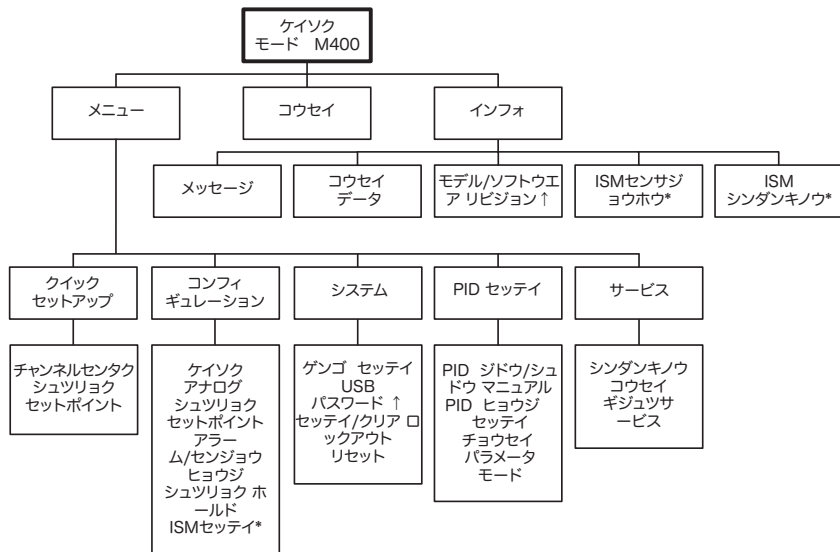 ケイソク
モード M400
メニュー
コウセイ
インフォ
メッセージ
コウセイ
データ
モデル/ソフトウエ
ア リビジョン↑
ISMセンサジ
ョウホウ*
ISM
シンダンキノウ*
クイック
セットアップ
コンフィ
ギュレーション
システム
PID セッテイ
サービス
チャンネルセンタク
シュツリョク
セットポイント
ケイソク
アナログ
シュツリョク
セットポイント
アラー
ム/センジョウ
ヒョウジ
シュツリョク ホ
ールド
ISMセッテイ*
ゲンゴ セッテイ
USB
パスワード ↑
セッテイ/クリア ロ
ックアウト
リセット
PID ジドウ/シュ
ドウ マニュアル
PID ヒョウジ
セッテイ
チョウセイ
パラメータ
モード
シンダンキノウ
コウセイ
ギジュツサ
ービス